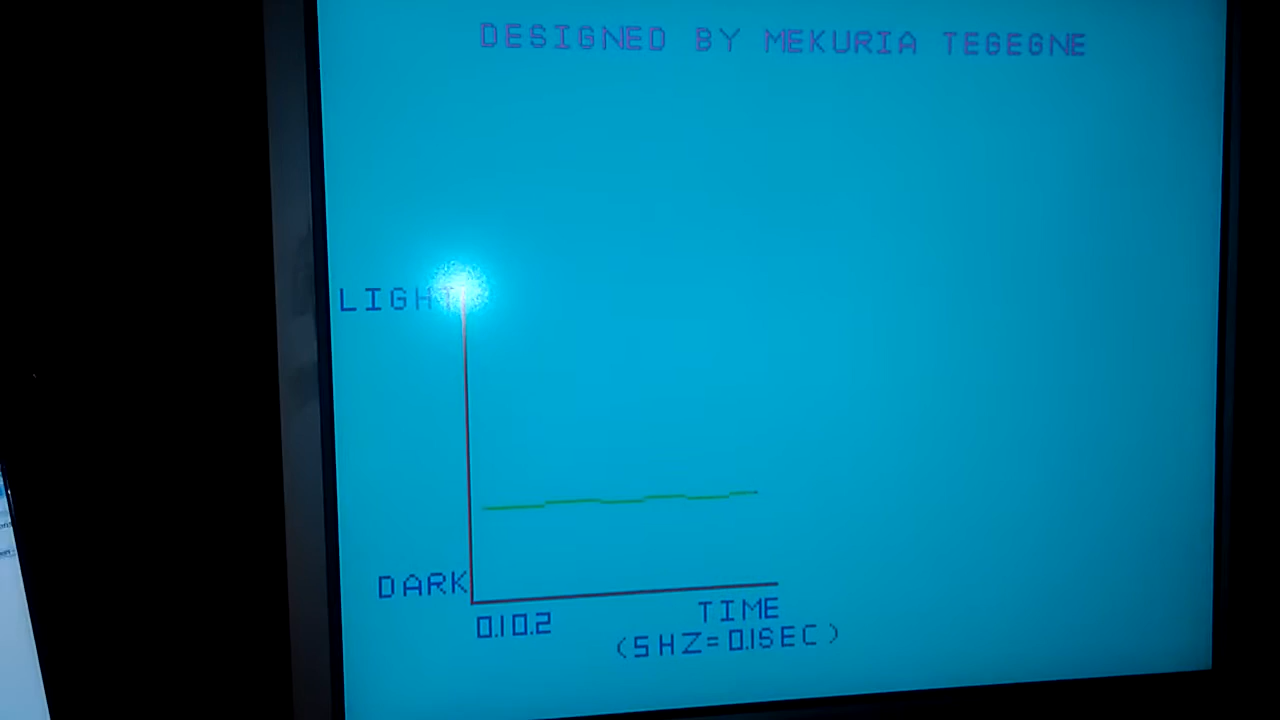 DESIGNED BY MEKURIA TEGEGNE
LIGHT
DARK
0.1 0.2
TIME
(5HZ=0.1SEC)